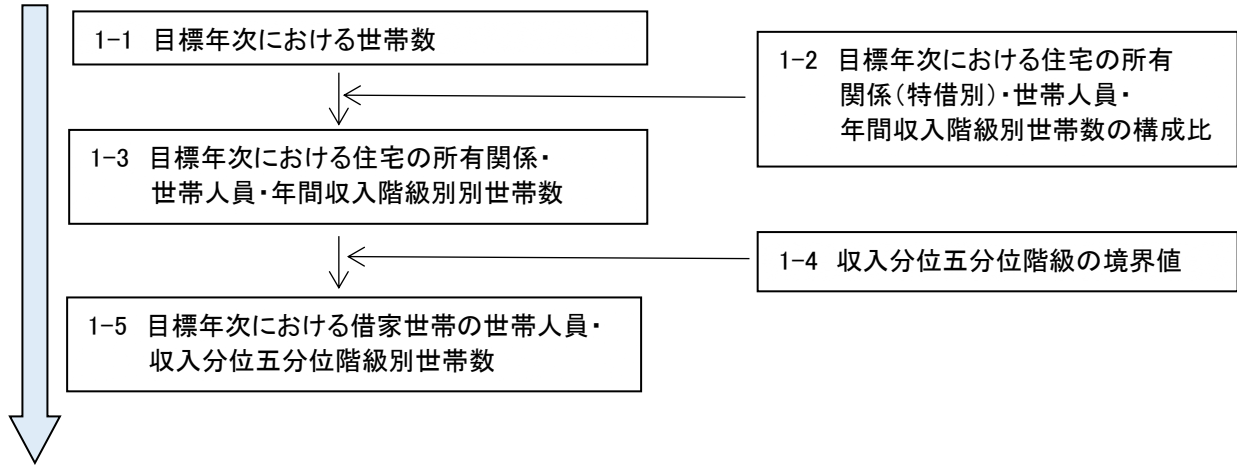 1-1 目標年次における世帯数
1-2 目標年次における住宅の所有
関係(特借別)・世帯人員・
年間収入階級別世帯数の構成比
1-3 目標年次における住宅の所有関係・
世帯人員・年間収入階級別別世帯数
1-4 収入分位五分位階級の境界値
1-5 目標年次における借家世帯の世帯人員・
収入分位五分位階級別世帯数